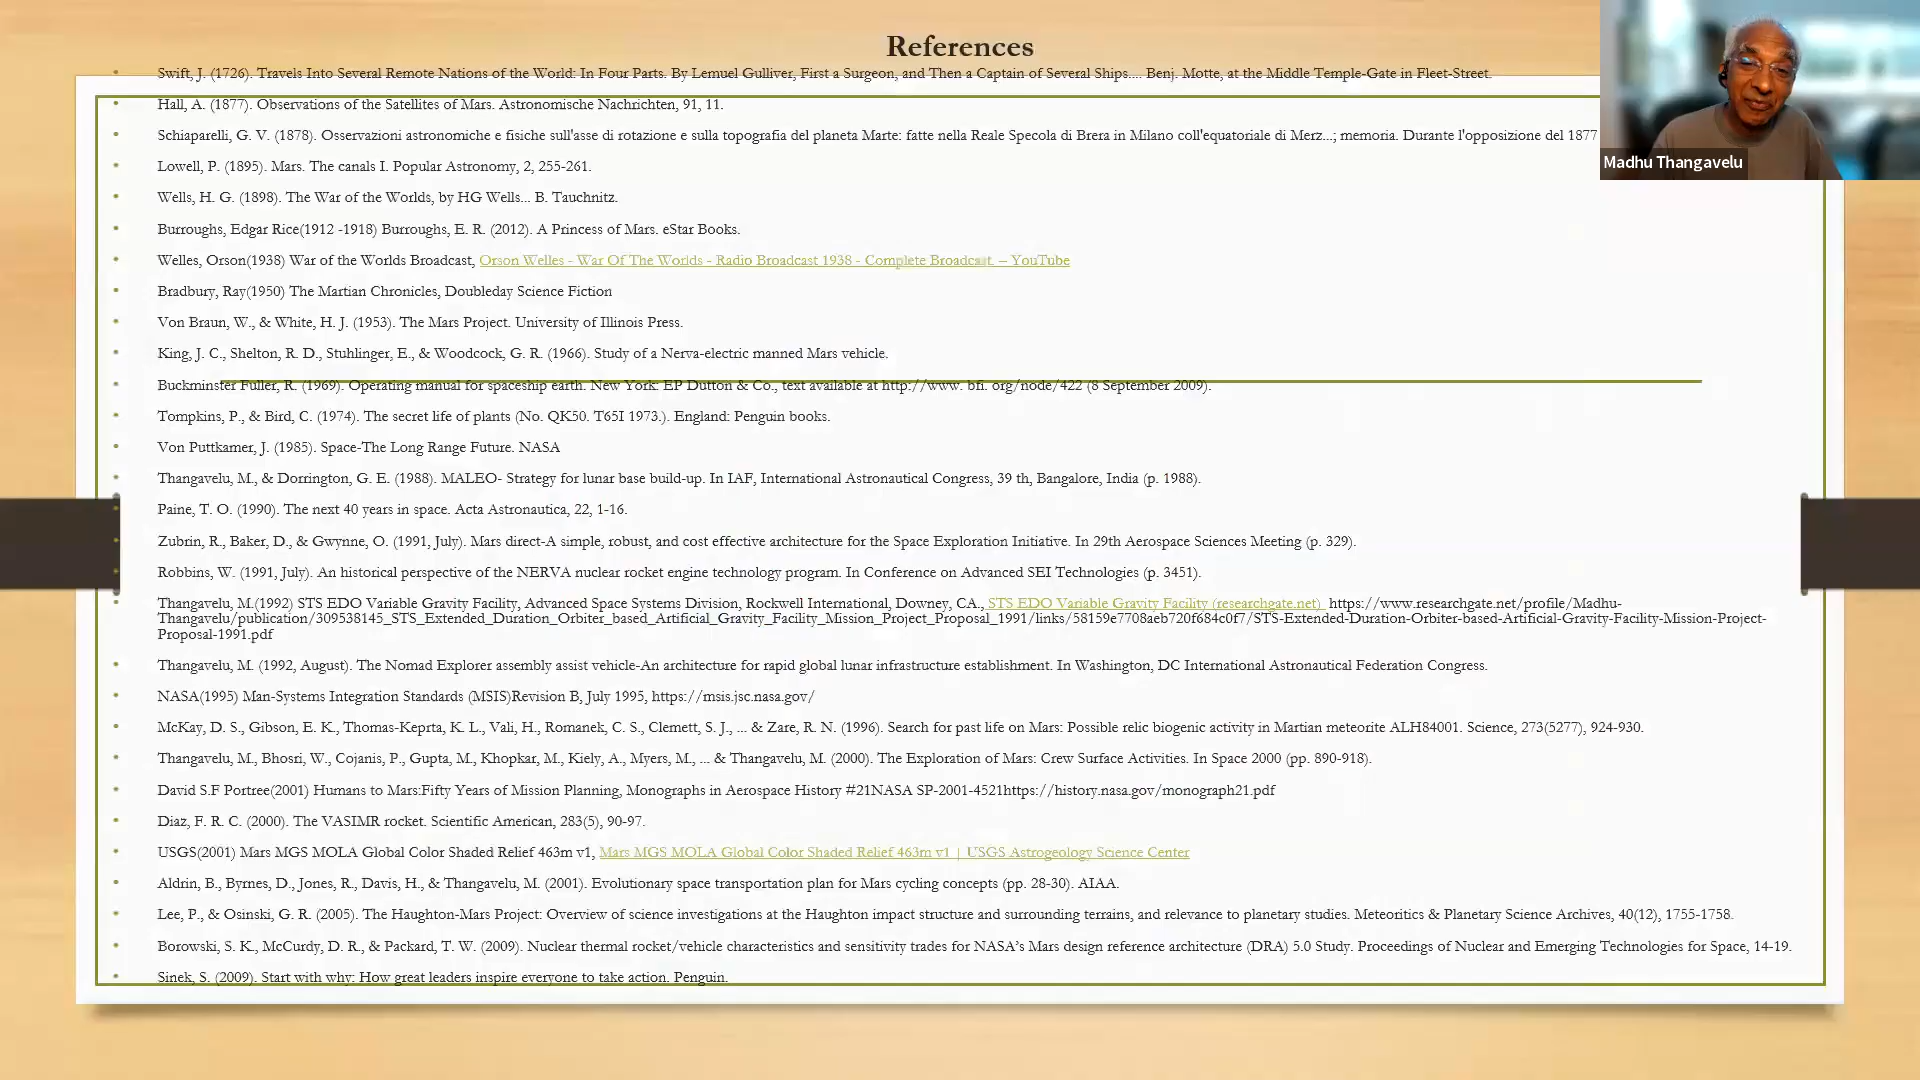 References
Swift, J. (1726). Travels Into Several Remote Nations of the World: In Four Parts. By Lemuel Gulliver, First a Surgeon, and Then a Captain of Several Ships.... Benj. Motte, at the Middle Temple-Gate in Fleet-Street.
Hall, A. (1877). Observations of the Satellites of Mars. Astronomische Nachrichten, 91, 11.
Schiaparelli, G. V. (1878). Osservazioni astronomiche e fisiche sull'asse di rotazione e sulla topografia del planeta Marte: fatte nella Reale Specola di Brera in Milano coll'equatoriale di Merz...; memoria. Durante l'opposizione del 1877
Lowell, P. (1895). Mars. The canals I. Popular Astronomy, 2, 255-261.
Wells, H. G. (1898). The War of the Worlds, by HG Wells... B. Tauchnitz.
Burroughs, Edgar Rice(1912 -1918) Burroughs, E. R. (2012). A Princess of Mars. eStar Books.
Welles, Orson(1938) War of the Worlds Broadcast, Orson Welles - War Of The Worlds - Radio Broadcast 1938 - Complete Broadcast. – YouTube
Bradbury, Ray(1950) The Martian Chronicles, Doubleday Science Fiction
Von Braun, W., & White, H. J. (1953). The Mars Project. University of Illinois Press.
King, J. C., Shelton, R. D., Stuhlinger, E., & Woodcock, G. R. (1966). Study of a Nerva-electric manned Mars vehicle.
Buckminster Fuller, R. (1969). Operating manual for spaceship earth. New York: EP Dutton & Co., text available at http://www. bfi. org/node/422 (8 September 2009).
Tompkins, P., & Bird, C. (1974). The secret life of plants (No. QK50. T65I 1973.). England: Penguin books.
Von Puttkamer, J. (1985). Space-The Long Range Future. NASA
Thangavelu, M., & Dorrington, G. E. (1988). MALEO- Strategy for lunar base build-up. In IAF, International Astronautical Congress, 39 th, Bangalore, India (p. 1988).
Paine, T. O. (1990). The next 40 years in space. Acta Astronautica, 22, 1-16.
Zubrin, R., Baker, D., & Gwynne, O. (1991, July). Mars direct-A simple, robust, and cost effective architecture for the Space Exploration Initiative. In 29th Aerospace Sciences Meeting (p. 329).
Robbins, W. (1991, July). An historical perspective of the NERVA nuclear rocket engine technology program. In Conference on Advanced SEI Technologies (p. 3451).
Thangavelu, M.(1992) STS EDO Variable Gravity Facility, Advanced Space Systems Division, Rockwell International, Downey, CA., STS EDO Variable Gravity Facility (researchgate.net) https://www.researchgate.net/profile/Madhu-
Thangavelu/publication/309538145_STS_Extended_Duration_Orbiter_based_Artificial_Gravity_Facility_Mission_Project_Proposal_1991/links/58159e7708aeb720f684c0f7/STS-Extended-Duration-Orbiter-based-Artificial-Gravity-Facility-Mission-Project-
Proposal-1991.pdf
Thangavelu, M. (1992, August). The Nomad Explorer assembly assist vehicle-An architecture for rapid global lunar infrastructure establishment. In Washington, DC International Astronautical Federation Congress.
NASA(1995) Man-Systems Integration Standards (MSIS)Revision B, July 1995, https://msis.jsc.nasa.gov/
McKay, D. S., Gibson, E. K., Thomas-Keprta, K. L., Vali, H., Romanek, C. S., Clemett, S. J., ... & Zare, R. N. (1996). Search for past life on Mars: Possible relic biogenic activity in Martian meteorite ALH84001. Science, 273(5277), 924-930.
Thangavelu, M., Bhosri, W., Cojanis, P., Gupta, M., Khopkar, M., Kiely, A., Myers, M., ... & Thangavelu, M. (2000). The Exploration of Mars: Crew Surface Activities. In Space 2000 (pp. 890-918).
David S.F Portree(2001) Humans to Mars:Fifty Years of Mission Planning, Monographs in Aerospace History #21NASA SP-2001-4521https://history.nasa.gov/monograph21.pdf
Diaz, F. R. C. (2000). The VASIMR rocket. Scientific American, 283(5), 90-97.
USGS(2001) Mars MGS MOLA Global Color Shaded Relief 463m v1, Mars MGS MOLA Global Color Shaded Relief 463m v1 | USGS Astrogeology Science Center
Aldrin, B., Byrnes, D., Jones, R., Davis, H., & Thangavelu, M. (2001). Evolutionary space transportation plan for Mars cycling concepts (pp. 28-30). AIAA.
Lee, P., & Osinski, G. R. (2005). The Haughton-Mars Project: Overview of science investigations at the Haughton impact structure and surrounding terrains, and relevance to planetary studies. Meteoritics & Planetary Science Archives, 40(12), 1755-1758.
Borowski, S. K., McCurdy, D. R., & Packard, T. W. (2009). Nuclear thermal rocket/vehicle characteristics and sensitivity trades for NASA's Mars design reference architecture (DRA) 5.0 Study. Proceedings of Nuclear and Emerging Technologies for Space, 14-19.
Sinek, S. (2009). Start with why: How great leaders inspire everyone to take action. Penguin.
Madhu Thangavelu